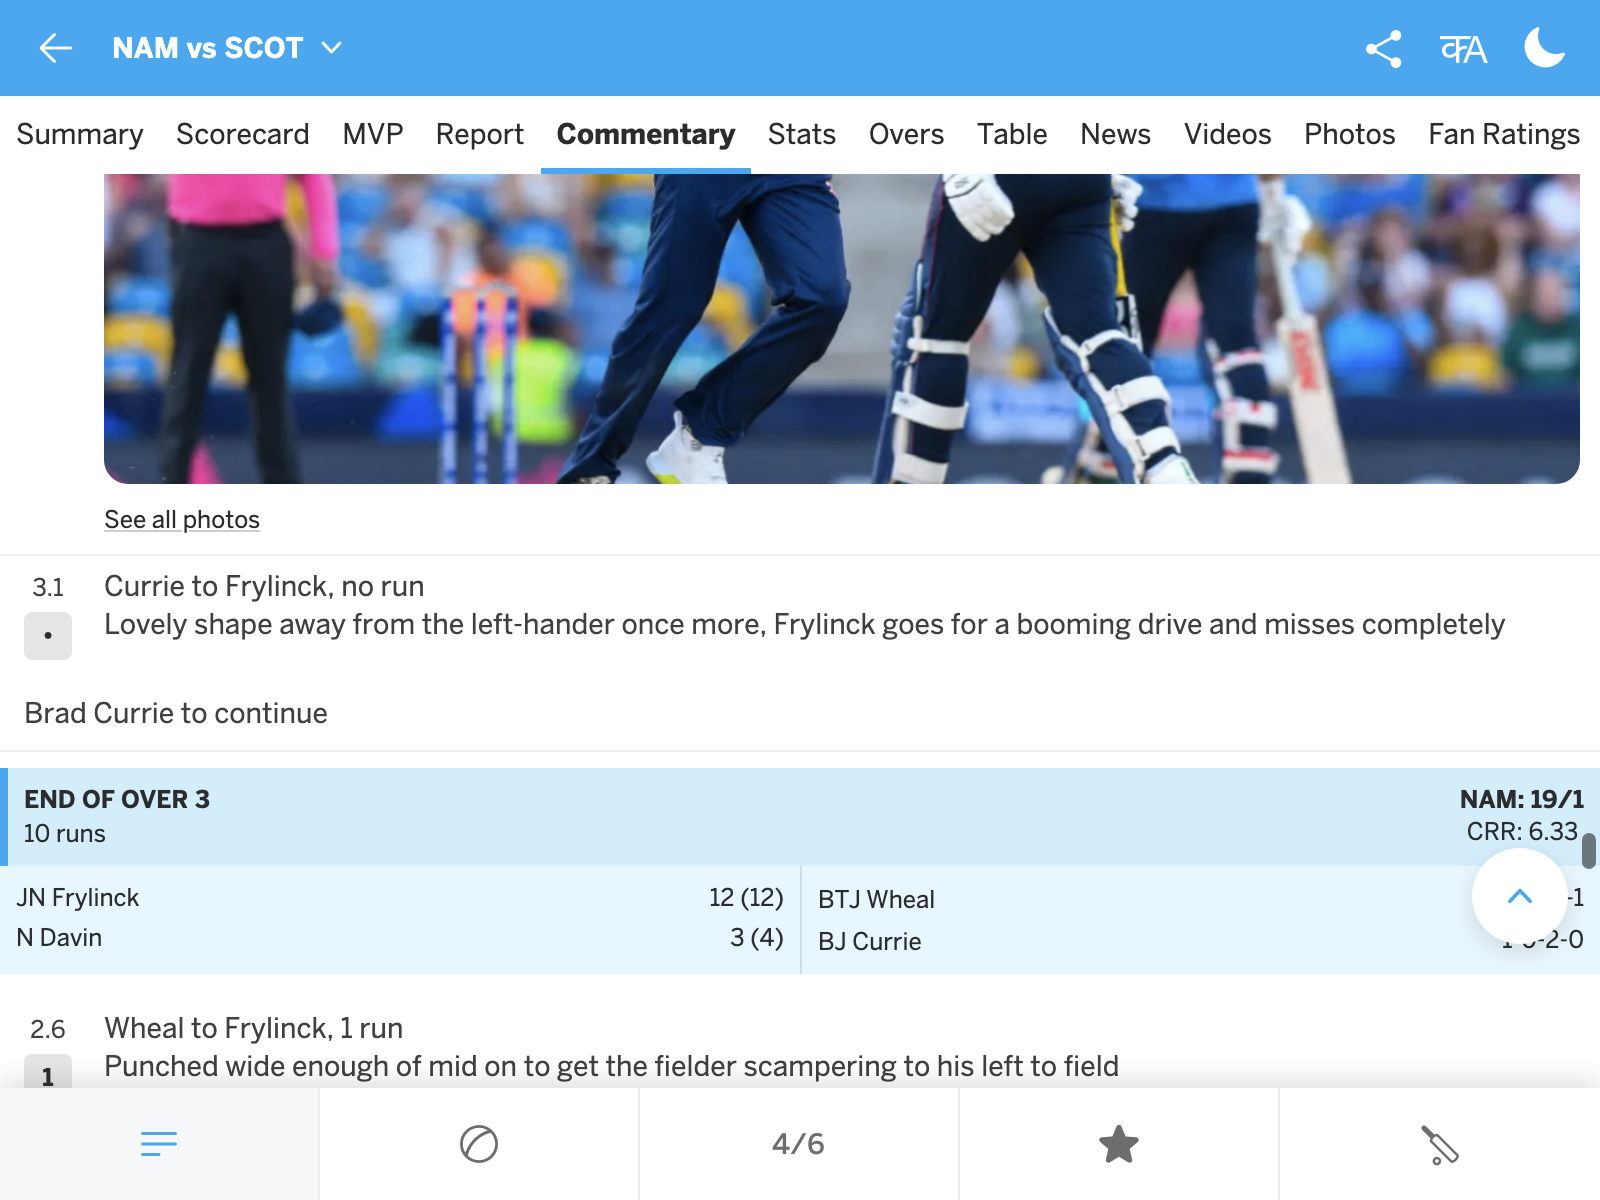 NAM vs SCOT
Summary Scorecard MVP Report Commentary Stats Overs Table News Videos Photos Fan Ratings
See all photos
3.1 Currie to Frylinck, no run
• Lovely shape away from the left-hander once more, Frylinck goes for a booming drive and misses completely
Brad Currie to continue
END OF OVER 3 NAM: 19/1
10 runs CRR: 6.33
JN Frylinck 12 (12) BTJ Wheal -1
N Davin 3 (4) BJ Currie -2-0
2.6 Wheal to Frylinck, 1 run
1 Punched wide enough of mid on to get the fielder scampering to his left to field
4/6